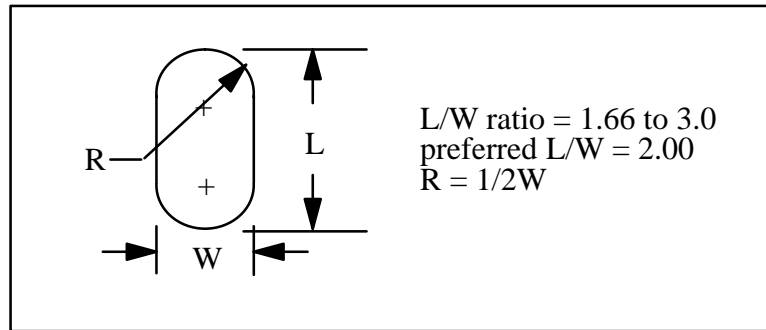 R
L
W
L/W ratio = 1.66 to 3.0
preferred L/W = 2.00
R = 1/2W